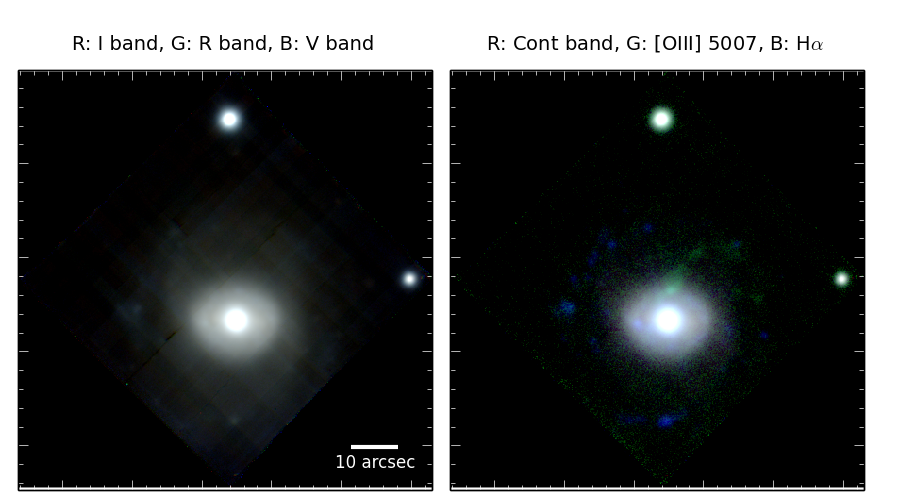 R: I band, G: R band, B: V band
R: Cont band, G: [OIII] 5007, B: Hα
10 arcsec